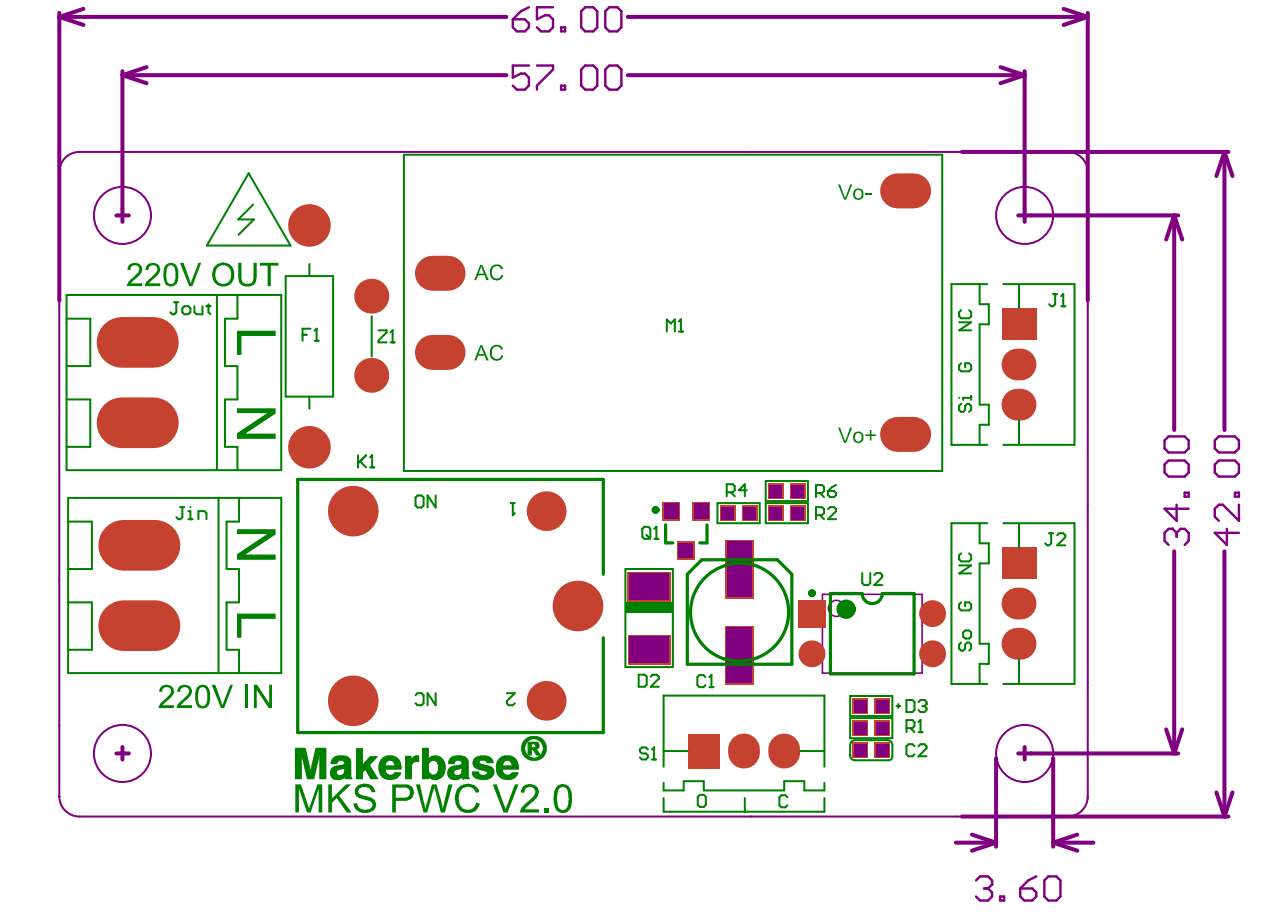 65.00
57.00
Vo-
220V OUT
AC
Jout
J1
L
F1
Z1
M1
NC
AC
G
N
Si
Vo+
K1
34.00
42.00
NO
1
R4
R6
Jin
R2
N
Q1
J2
NC
U2
G
L
So
D2
C1
220V IN
NC
2
D3
R1
Makerbase®
S1
C2
MKS PWC V2.0
O
C
3.60